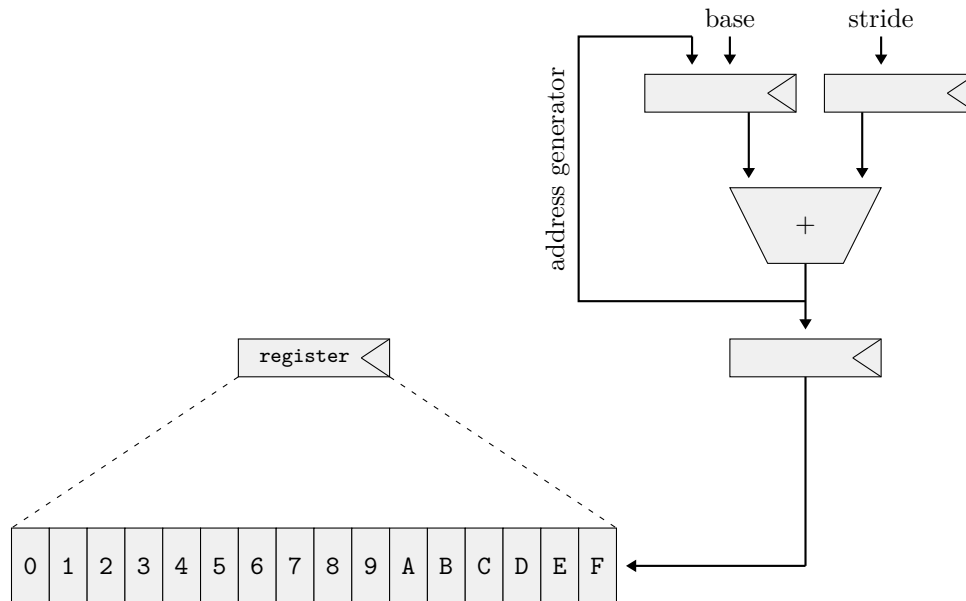 base stride
address generator
+
register
0 1 2 3 4 5 6 7 8 9 A B C D E F